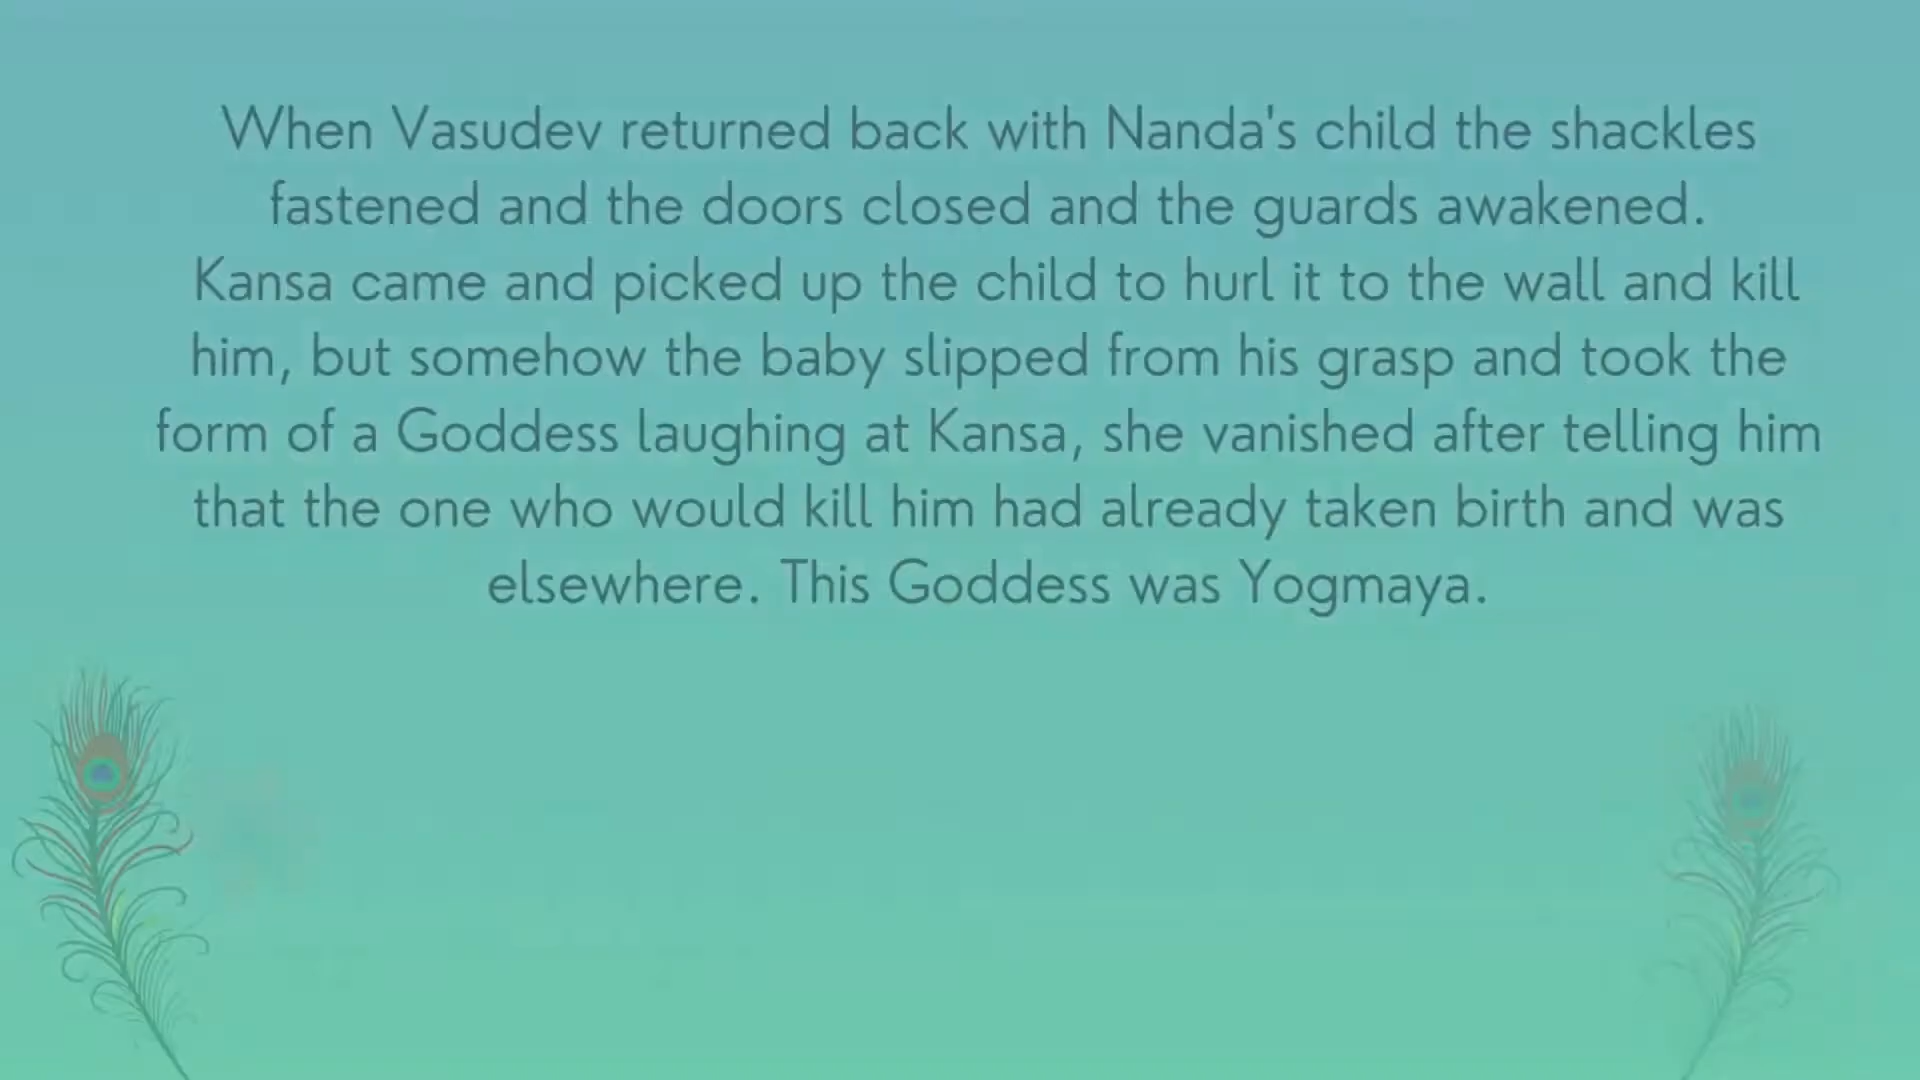 When Vasudev returned back with Nanda's child the shackles
fastened and the doors closed and the guards awakened.
Kansa came and picked up the child to hurl it to the wall and kill
him, but somehow the baby slipped from his grasp and took the
form of a Goddess laughing at Kansa, she vanished after telling him
that the one who would kill him had already taken birth and was
elsewhere. This Goddess was Yogmaya.